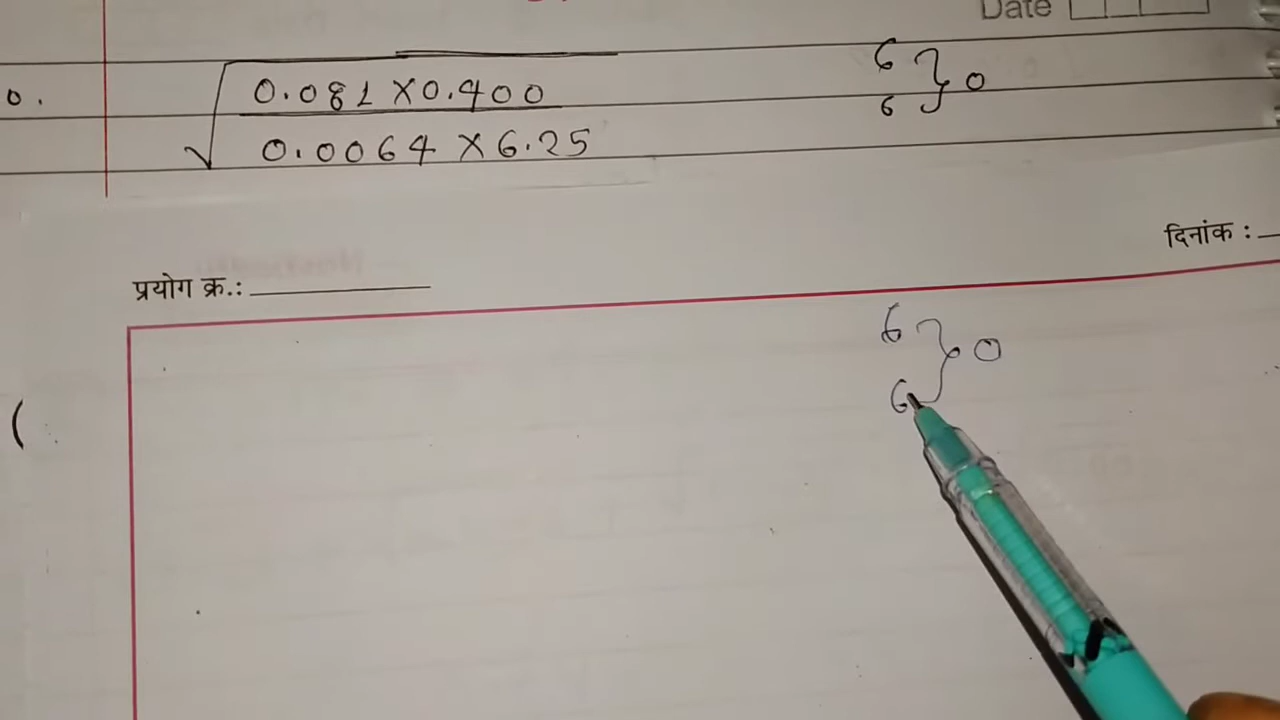 Date
0. √ 0.081 × 0.400 6 } 0
0.0064 × 6.25 6
दिनांक :
प्रयोग क्र.:
6 } 0
6
(